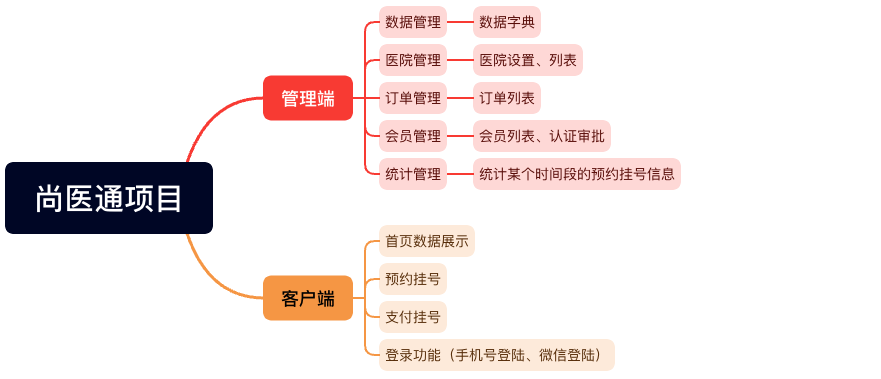 尚医通项目
管理端
数据管理
数据字典
医院管理
医院设置、列表
订单管理
订单列表
会员管理
会员列表、认证审批
统计管理
统计某个时间段的预约挂号信息
客户端
首页数据展示
预约挂号
支付挂号
登录功能（手机号登陆、微信登陆）